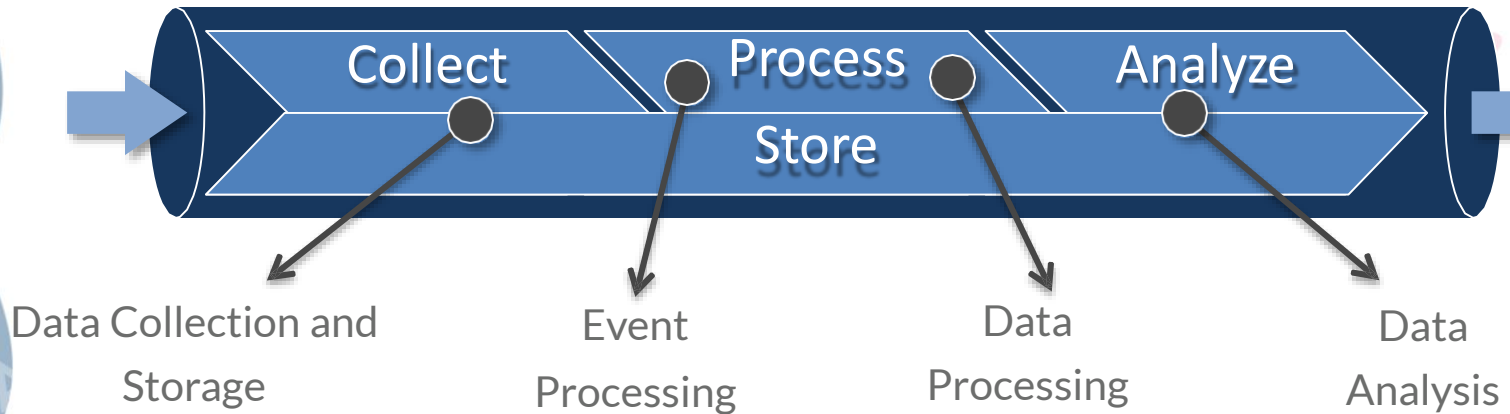 Collect
Process
Analyze
Store
Data Collection and
Storage
Event
Processing
Data
Processing
Data
Analysis